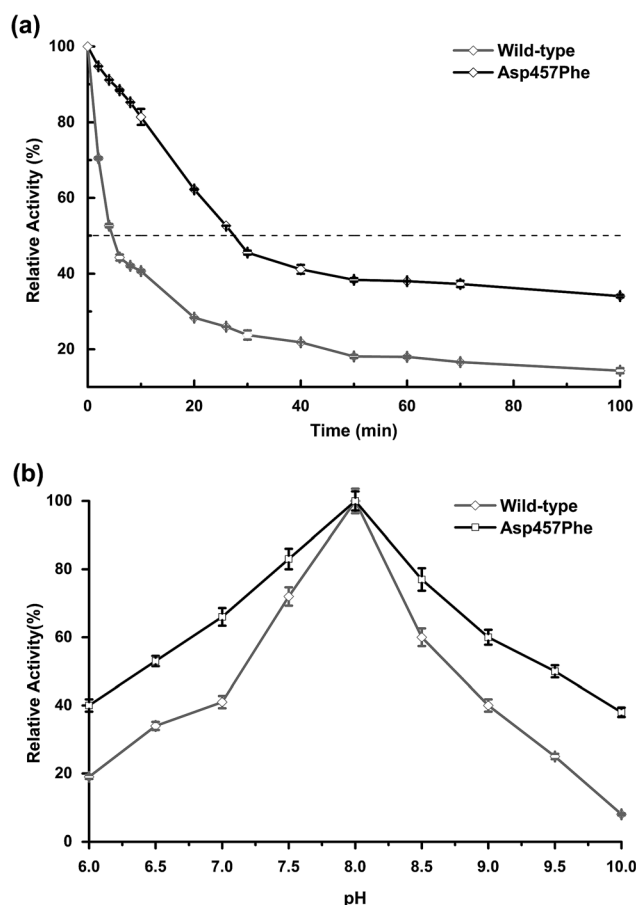 (a)
100
80
60
40
20
Relative Activity (%)
Wild-type
Asp457Phe
0 20 40 60 80 100
Time (min)
(b)
100
80
60
40
20
0
Relative Activity(%)
Wild-type
Asp457Phe
6.0 6.5 7.0 7.5 8.0 8.5 9.0 9.5 10.0
pH